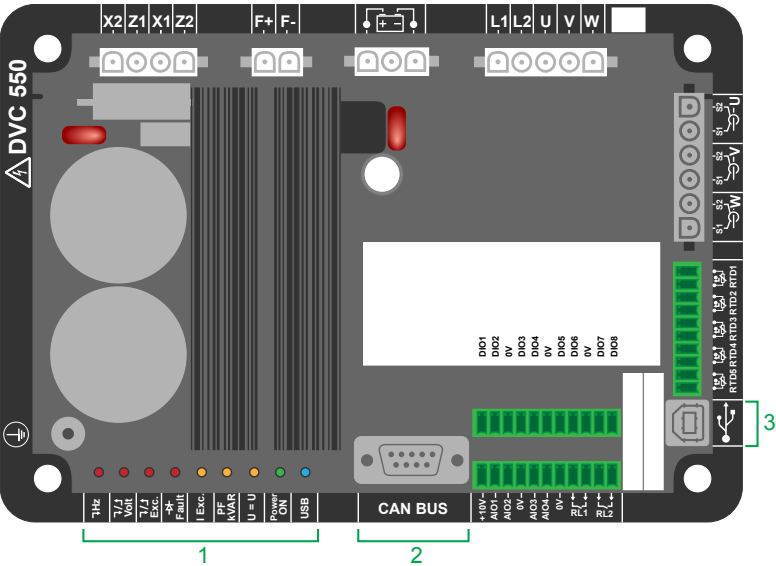 X2 Z1 X1 Z2
F+ F-
+ -
L1 L2 U V W
DVC 550
S2
S1
U
S2
S1
V
S2
S1
W
RTD1
RTD2
RTD3
RTD4
RTD5
DIO1
DIO2
0V
DIO3
DIO4
0V
DIO5
DIO6
0V
DIO7
DIO8
3
Hz
Volt
Exc.
Fault
I Exc.
PF
kVAR
U = U
Power
ON
USB
CAN BUS
+10V
AIO1
AIO2
0V
AIO3
AIO4
0V
RL1
RL2
1
2